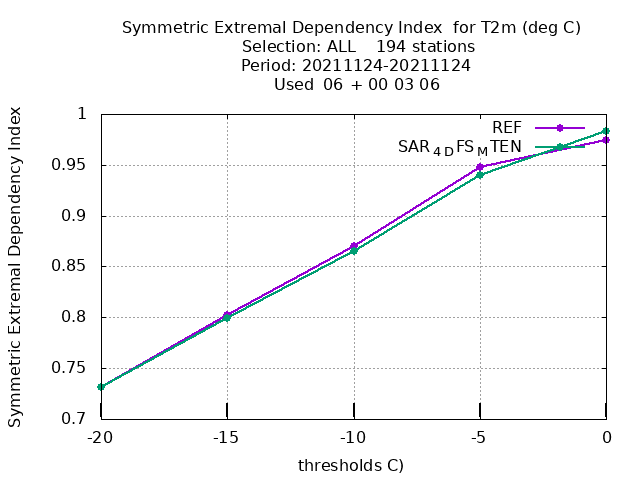 Symmetric Extremal Dependency Index  for T2m (deg C)
Selection: ALL    194 stations
Period: 20211124-20211124
Used  06 + 00 03 06
Symmetric Extremal Dependency Index
1
0.95
0.9
0.85
0.8
0.75
0.7
REF
SAR4DFSMTEN
-20
-15
-10
-5
0
thresholds C)